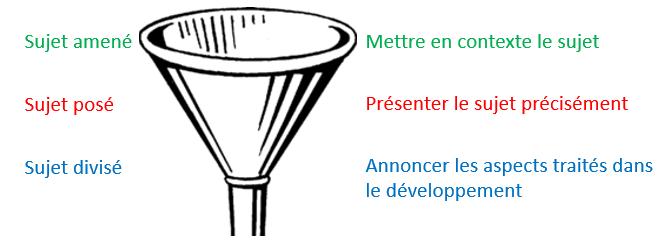 Sujet amené
Mettre en contexte le sujet
Sujet posé
Présenter le sujet précisément
Sujet divisé
Annoncer les aspects traités dans
le développement